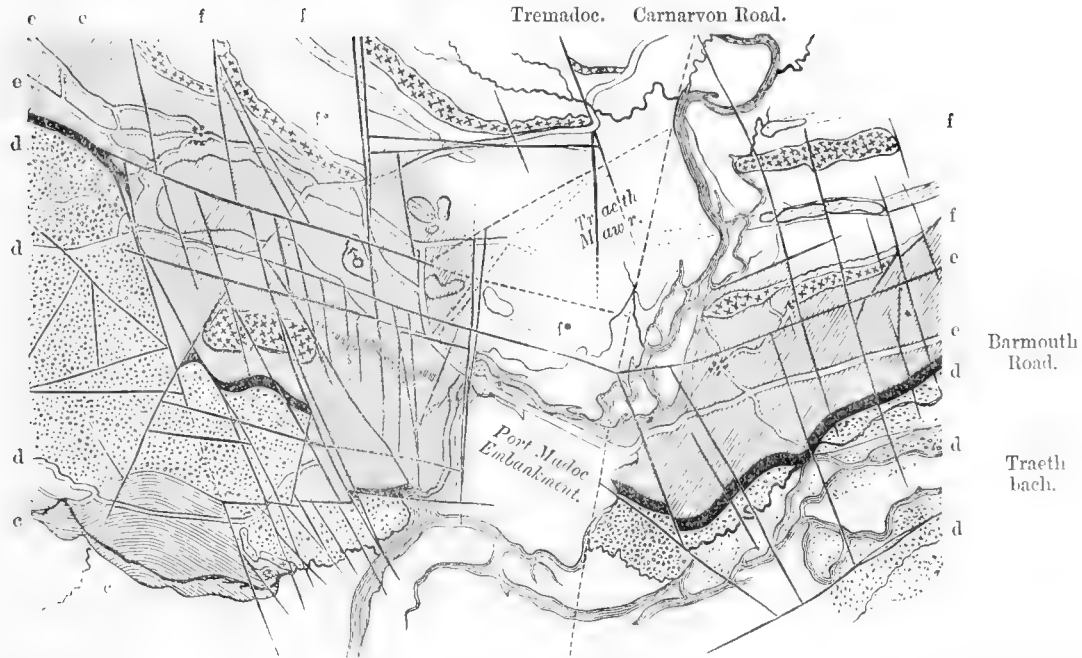 Tremadoc. Carnarvon Road.
e e f f
e
d
d
d
c
f*
f*
Traeth
Mawr.
Port Madoc
Embankment.
f
f
e
e
d
d
d
Barmouth
Road.
Traeth
bach.